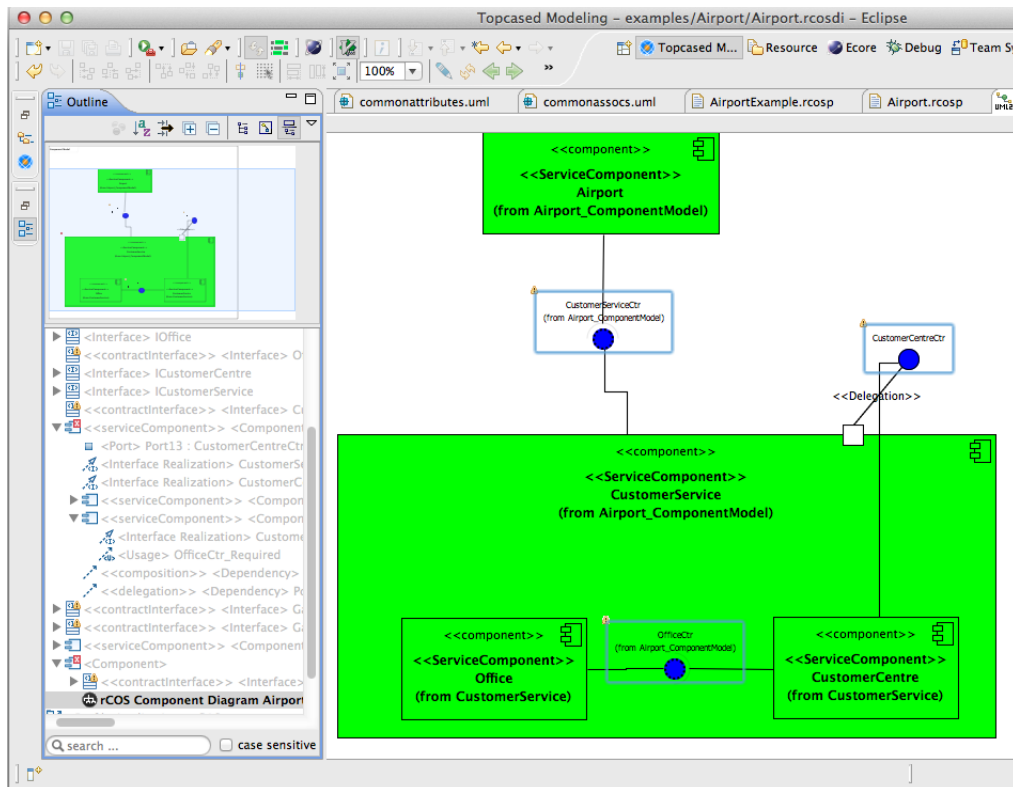 Topcased Modeling – examples/Airport/Airport.rcosdi – Eclipse
Topcased M... Resource Ecore Debug Team Sy
100%
Outline
commonattributes.uml commonassocs.uml AirportExample.rcosp Airport.rcosp
<Interface> IOffice
<<contractInterface>> <Interface> O
<Interface> ICustomerCentre
<Interface> ICustomerService
<<contractInterface>> <Interface> Cu
<<serviceComponent>> <Component
<Port> Port13 : CustomerCentreCtr
<Interface Realization> CustomerSe
<Interface Realization> CustomerC
<<serviceComponent>> <Compon
<<serviceComponent>> <Compon
<Interface Realization> Custome
<Usage> OfficeCtr_Required
<<composition>> <Dependency>
<<delegation>> <Dependency> Po
<<contractInterface>> <Interface> Ga
<<contractInterface>> <Interface> Ga
<<serviceComponent>> <Component
<Component>
<<contractInterface>> <Interface>
rCOS Component Diagram Airport
search ... case sensitive
<<component>>
<<ServiceComponent>>
Airport
(from Airport_ComponentModel)
CustomerServiceCtr
(from Airport_ComponentModel)
CustomerCentreCtr
<<Delegation>>
<<component>>
<<ServiceComponent>>
CustomerService
(from Airport_ComponentModel)
<<component>>
<<ServiceComponent>>
Office
(from CustomerService)
OfficeCtr
(from Airport_ComponentModel)
<<component>>
<<ServiceComponent>>
CustomerCentre
(from CustomerService)